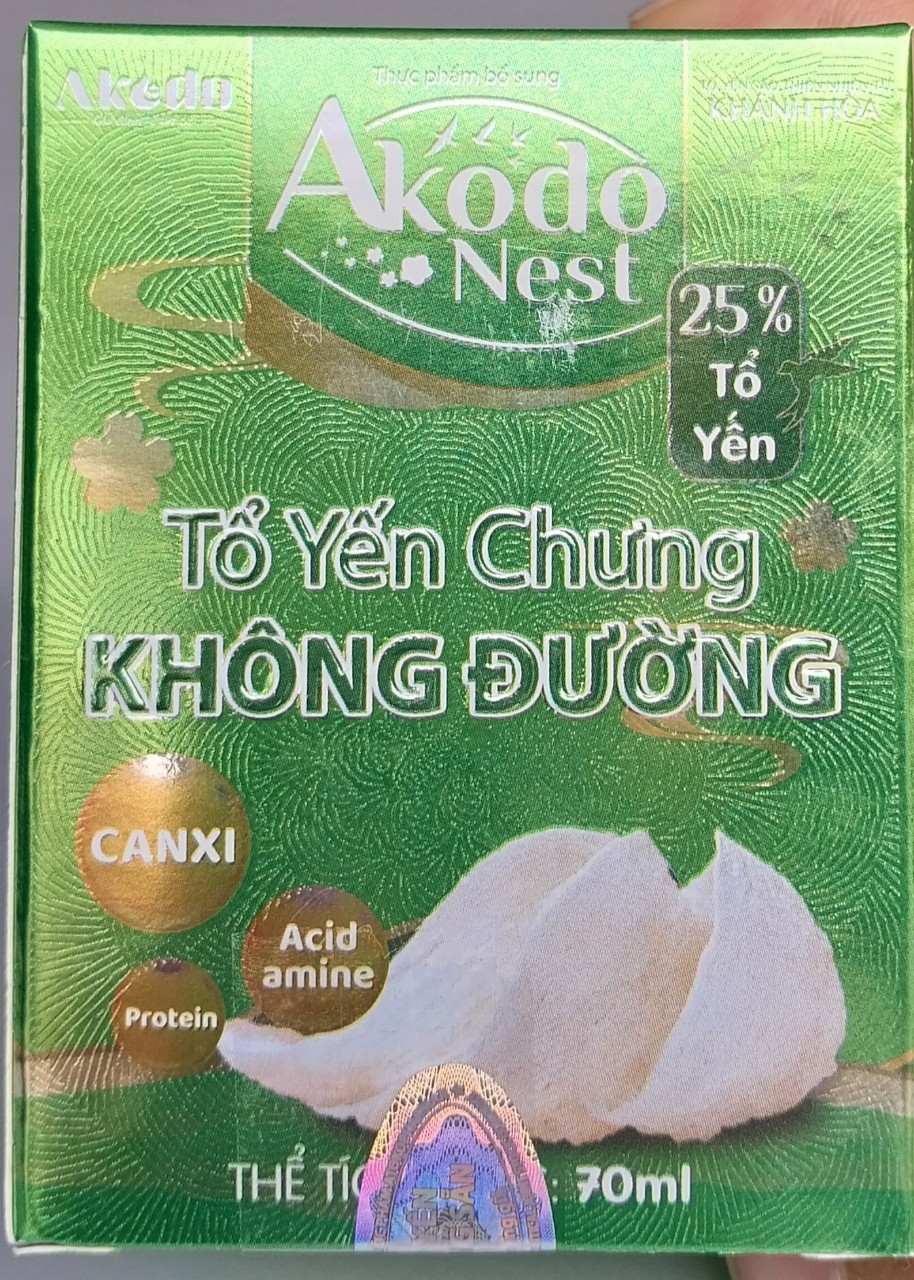 Akodo
Thực phẩm bổ sung
KHÁNH HÒA
Akodo
Nest
25%
Tổ
Yến
Tổ Yến Chưng
KHÔNG ĐƯỜNG
CANXI
Acid
amine
Protein
THỂ : 70ml